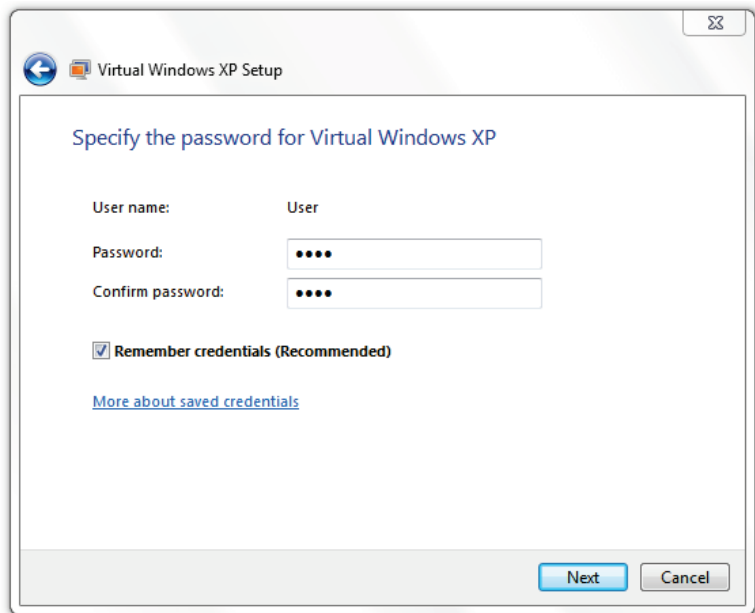 Virtual Windows XP Setup
Specify the password for Virtual Windows XP
User name: User
Password: ••••
Confirm password: ••••
Remember credentials (Recommended)
More about saved credentials
Next Cancel